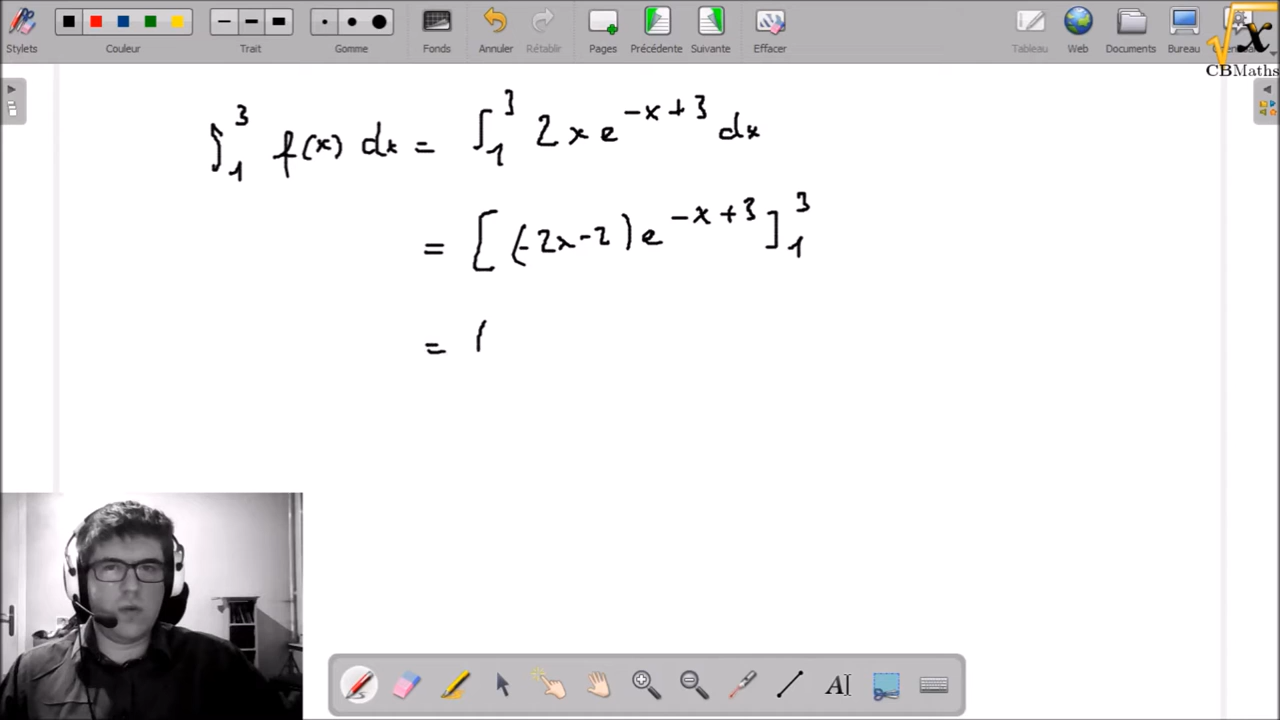 Stylets Couleur Trait Gomme Fonds Annuler Rétablir Pages Précédente Suivante Effacer Tableau Web Documents Bureau
CBMaths
∫₁³ f(x) dx = ∫₁³ 2x e^{-x+3} dx
= [(-2x-2) e^{-x+3}]₁³
= (
AI